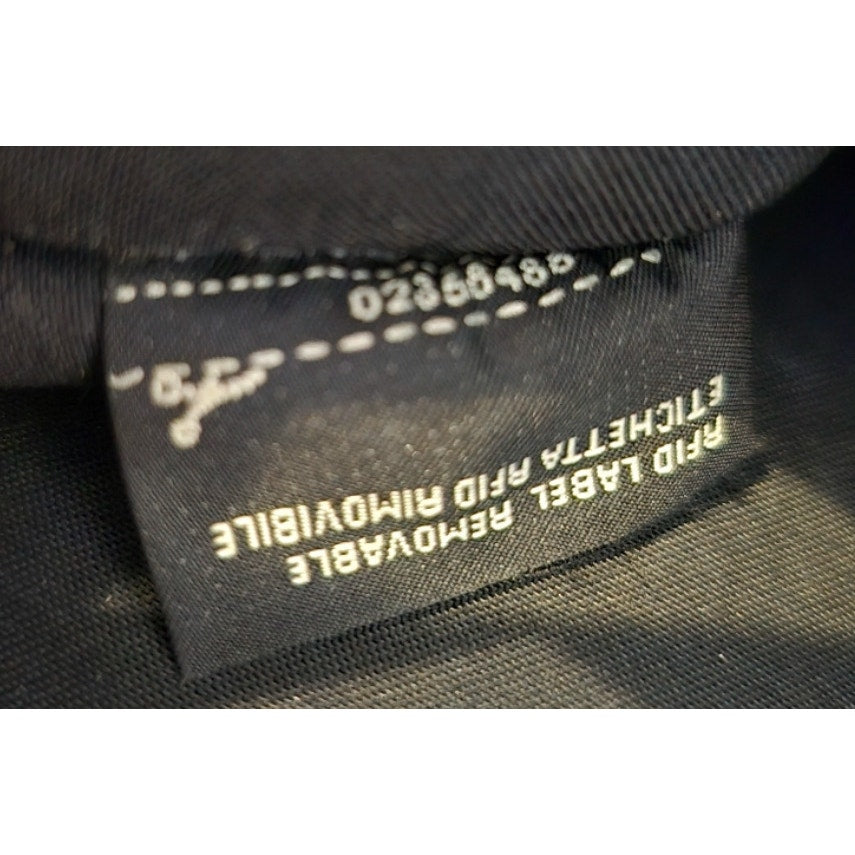 RFID LABEL REMOVABLE
ETICHETTA RFID RIMOVIBILE